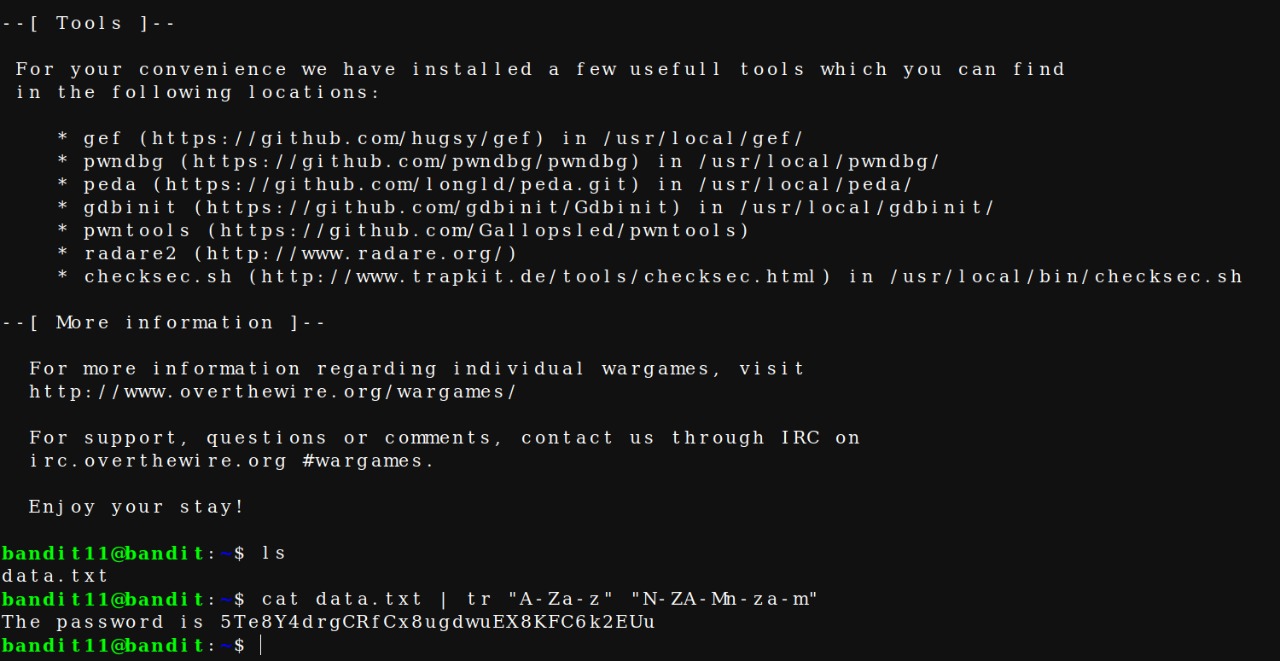 --[ Tools ]--
For your convenience we have installed a few usefull tools which you can find
in the following locations:
* gef (https://github.com/hugsy/gef) in /usr/local/gef/
* pwndbg (https://github.com/pwndbg/pwndbg) in /usr/local/pwndbg/
* peda (https://github.com/longld/peda.git) in /usr/local/peda/
* gdbinit (https://github.com/gdbinit/Gdbinit) in /usr/local/gdbinit/
* pwntools (https://github.com/Gallopsled/pwntools)
* radare2 (http://www.radare.org/)
* checksec.sh (http://www.trapkit.de/tools/checksec.html) in /usr/local/bin/checksec.sh
--[ More information ]--
For more information regarding individual wargames, visit
http://www.overthewire.org/wargames/
For support, questions or comments, contact us through IRC on
irc.overthewire.org #wargames.
Enjoy your stay!
bandit11@bandit:~$ ls
data.txt
bandit11@bandit:~$ cat data.txt | tr "A-Za-z" "N-ZA-Mn-za-m"
The password is 5Te8Y4drgCRfCx8ugdwuEX8KFC6k2EUu
bandit11@bandit:~$